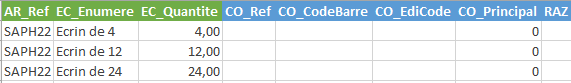 AR_Ref EC_Enumere EC_Quantite CO_Ref CO_CodeBarre CO_EdiCode CO_Principal RAZ
SAPH22 Ecrin de 4 4,00 0
SAPH22 Ecrin de 12 12,00 0
SAPH22 Ecrin de 24 24,00 0